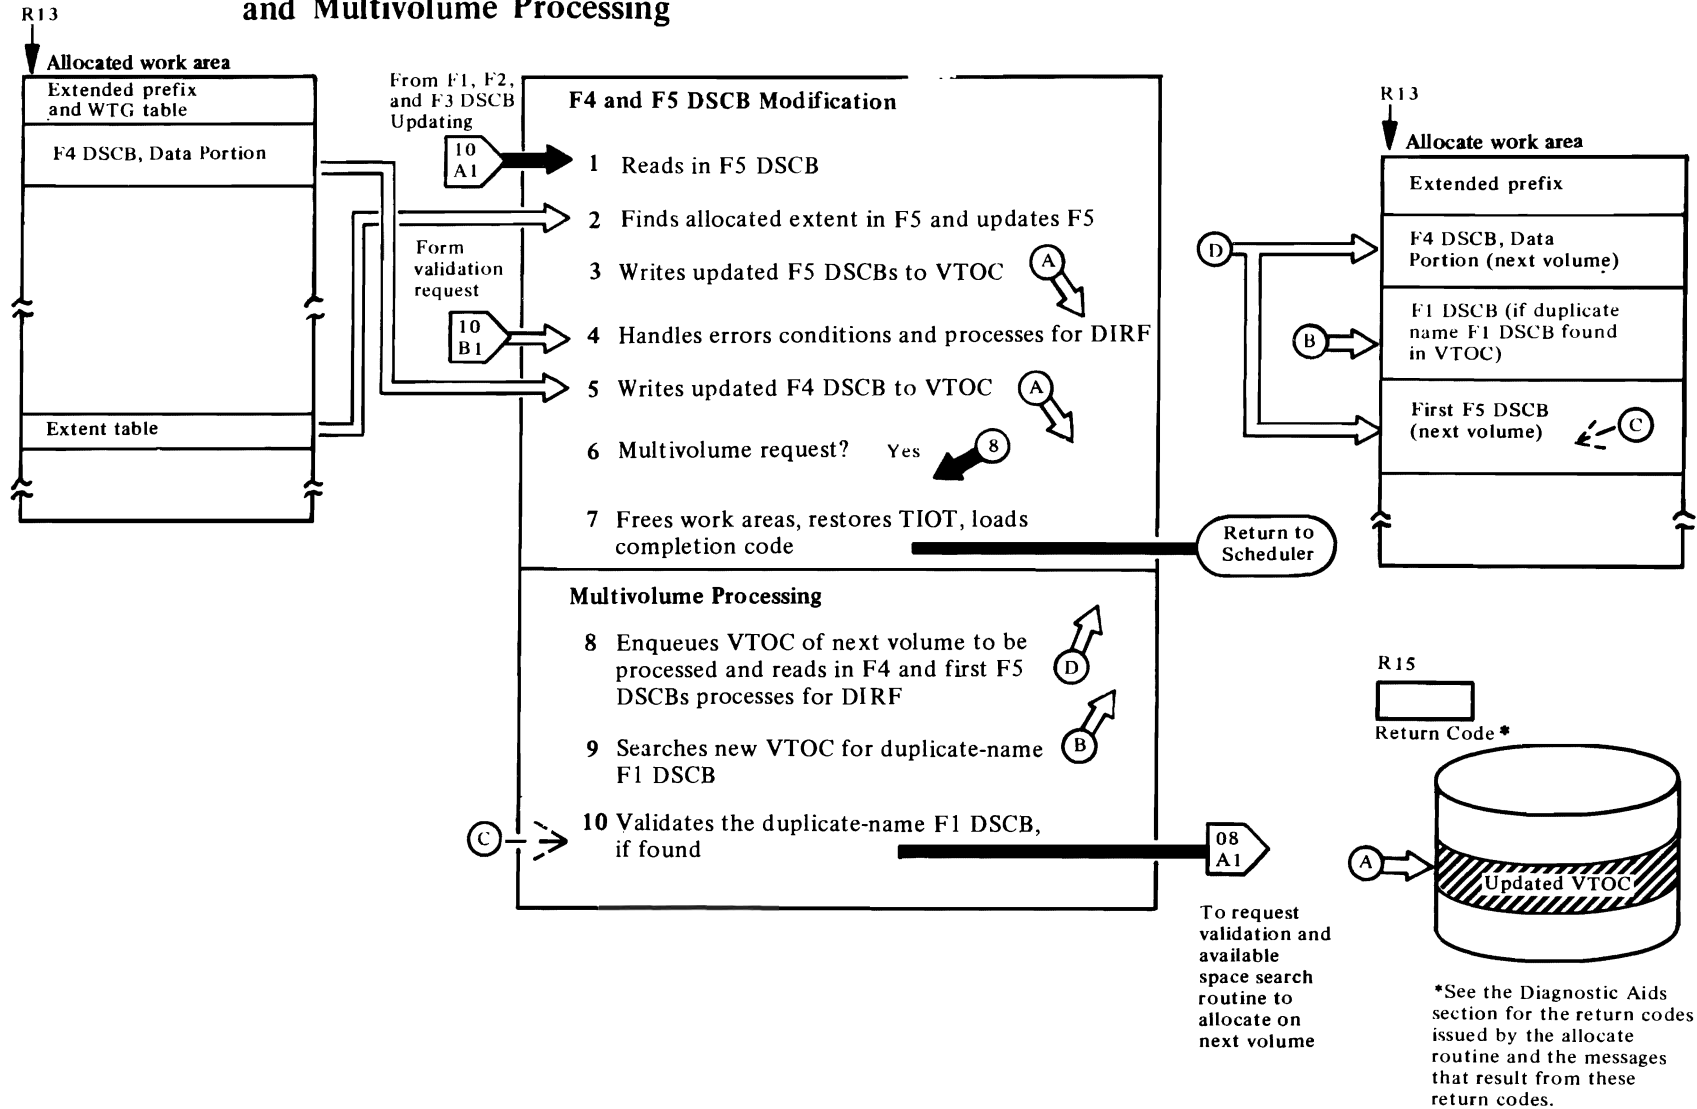 and Multivolume Processing
R13
Allocated work area
Extended prefix
and WTG table
F4 DSCB, Data Portion
Extent table
From F1, F2,
and F3 DSCB
Updating
10
A1
Form
validation
request
10
B1
F4 and F5 DSCB Modification
1 Reads in F5 DSCB
2 Finds allocated extent in F5 and updates F5
3 Writes updated F5 DSCBs to VTOC
A
4 Handles errors conditions and processes for DIRF
5 Writes updated F4 DSCB to VTOC
A
6 Multivolume request? Yes
8
7 Frees work areas, restores TIOT, loads
completion code
Return to
Scheduler
Multivolume Processing
8 Enqueues VTOC of next volume to be
processed and reads in F4 and first F5
DSCBs processes for DIRF
D
9 Searches new VTOC for duplicate-name
F1 DSCB
B
C
10 Validates the duplicate-name F1 DSCB,
if found
08
A1
To request
validation and
available
space search
routine to
allocate on
next volume
R13
Allocate work area
Extended prefix
D
F4 DSCB, Data
Portion (next volume)
B
F1 DSCB (if duplicate
name F1 DSCB found
in VTOC)
First F5 DSCB
(next volume)
C
R15
Return Code*
A
Updated VTOC
*See the Diagnostic Aids
section for the return codes
issued by the allocate
routine and the messages
that result from these
return codes.